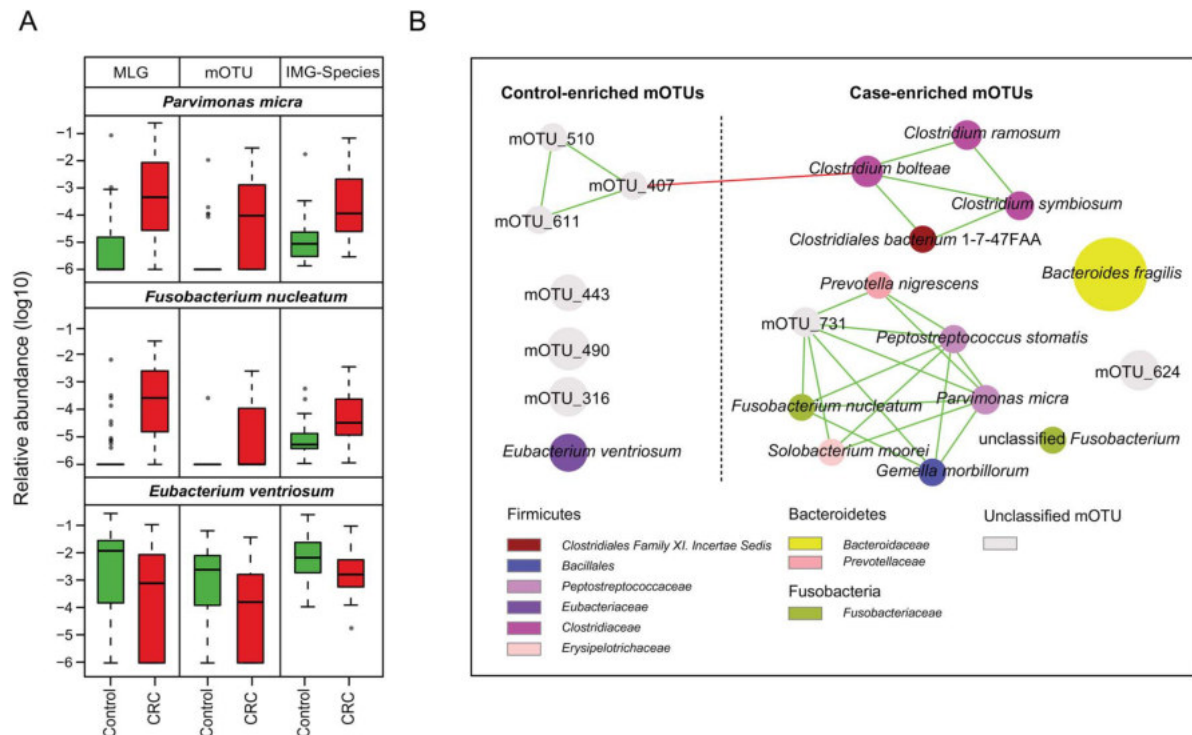 A
MLG mOTU IMG-Species
Parvimonas micra
−1
−2
−3
−4
−5
−6
Fusobacterium nucleatum
−1
−2
−3
−4
−5
−6
Eubacterium ventriosum
−1
−2
−3
−4
−5
−6
Relative abundance (log10)
Control CRC Control CRC Control CRC
B
Control-enriched mOTUs
Case-enriched mOTUs
mOTU_510
mOTU_407
mOTU_611
mOTU_443
mOTU_490
mOTU_316
Eubacterium ventriosum
Clostridium ramosum
Clostridium bolteae
Clostridium symbiosum
Clostridiales bacterium 1-7-47FAA
Bacteroides fragilis
Prevotella nigrescens
mOTU_731
Peptostreptococcus stomatis
mOTU_624
Parvimonas micra
Fusobacterium nucleatum
unclassified Fusobacterium
Solobacterium moorei
Gemella morbillorum
Firmicutes
Clostridiales Family XI. Incertae Sedis
Bacillales
Peptostreptococcaceae
Eubacteriaceae
Clostridiaceae
Erysipelotrichaceae
Bacteroidetes
Bacteroidaceae
Prevotellaceae
Fusobacteria
Fusobacteriaceae
Unclassified mOTU